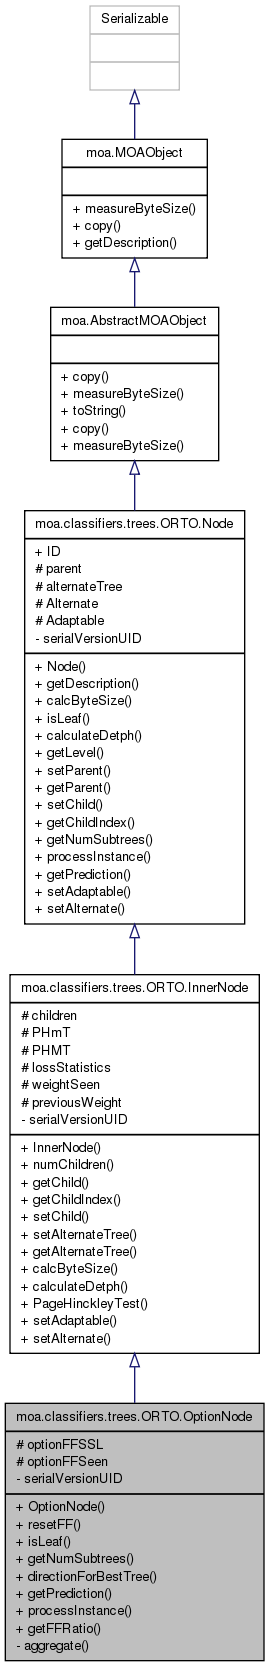 Serializable
moa.MOAObject
+ measureByteSize()
+ copy()
+ getDescription()
moa.AbstractMOAObject
+ copy()
+ measureByteSize()
+ toString()
+ copy()
+ measureByteSize()
moa.classifiers.trees.ORTO.Node
+ ID
# parent
# alternateTree
# Alternate
# Adaptable
- serialVersionUID
+ Node()
+ getDescription()
+ calcByteSize()
+ isLeaf()
+ calculateDetph()
+ getLevel()
+ setParent()
+ getParent()
+ setChild()
+ getChildIndex()
+ getNumSubtrees()
+ processInstance()
+ getPrediction()
+ setAdaptable()
+ setAlternate()
moa.classifiers.trees.ORTO.InnerNode
# children
# PHmT
# PHMT
# lossStatistics
# weightSeen
# previousWeight
- serialVersionUID
+ InnerNode()
+ numChildren()
+ getChild()
+ getChildIndex()
+ setChild()
+ setAlternateTree()
+ getAlternateTree()
+ calcByteSize()
+ calculateDetph()
+ PageHinckleyTest()
+ setAdaptable()
+ setAlternate()
moa.classifiers.trees.ORTO.OptionNode
# optionFFSSL
# optionFFSeen
- serialVersionUID
+ OptionNode()
+ resetFF()
+ isLeaf()
+ getNumSubtrees()
+ directionForBestTree()
+ getPrediction()
+ processInstance()
+ getFFRatio()
- aggregate()